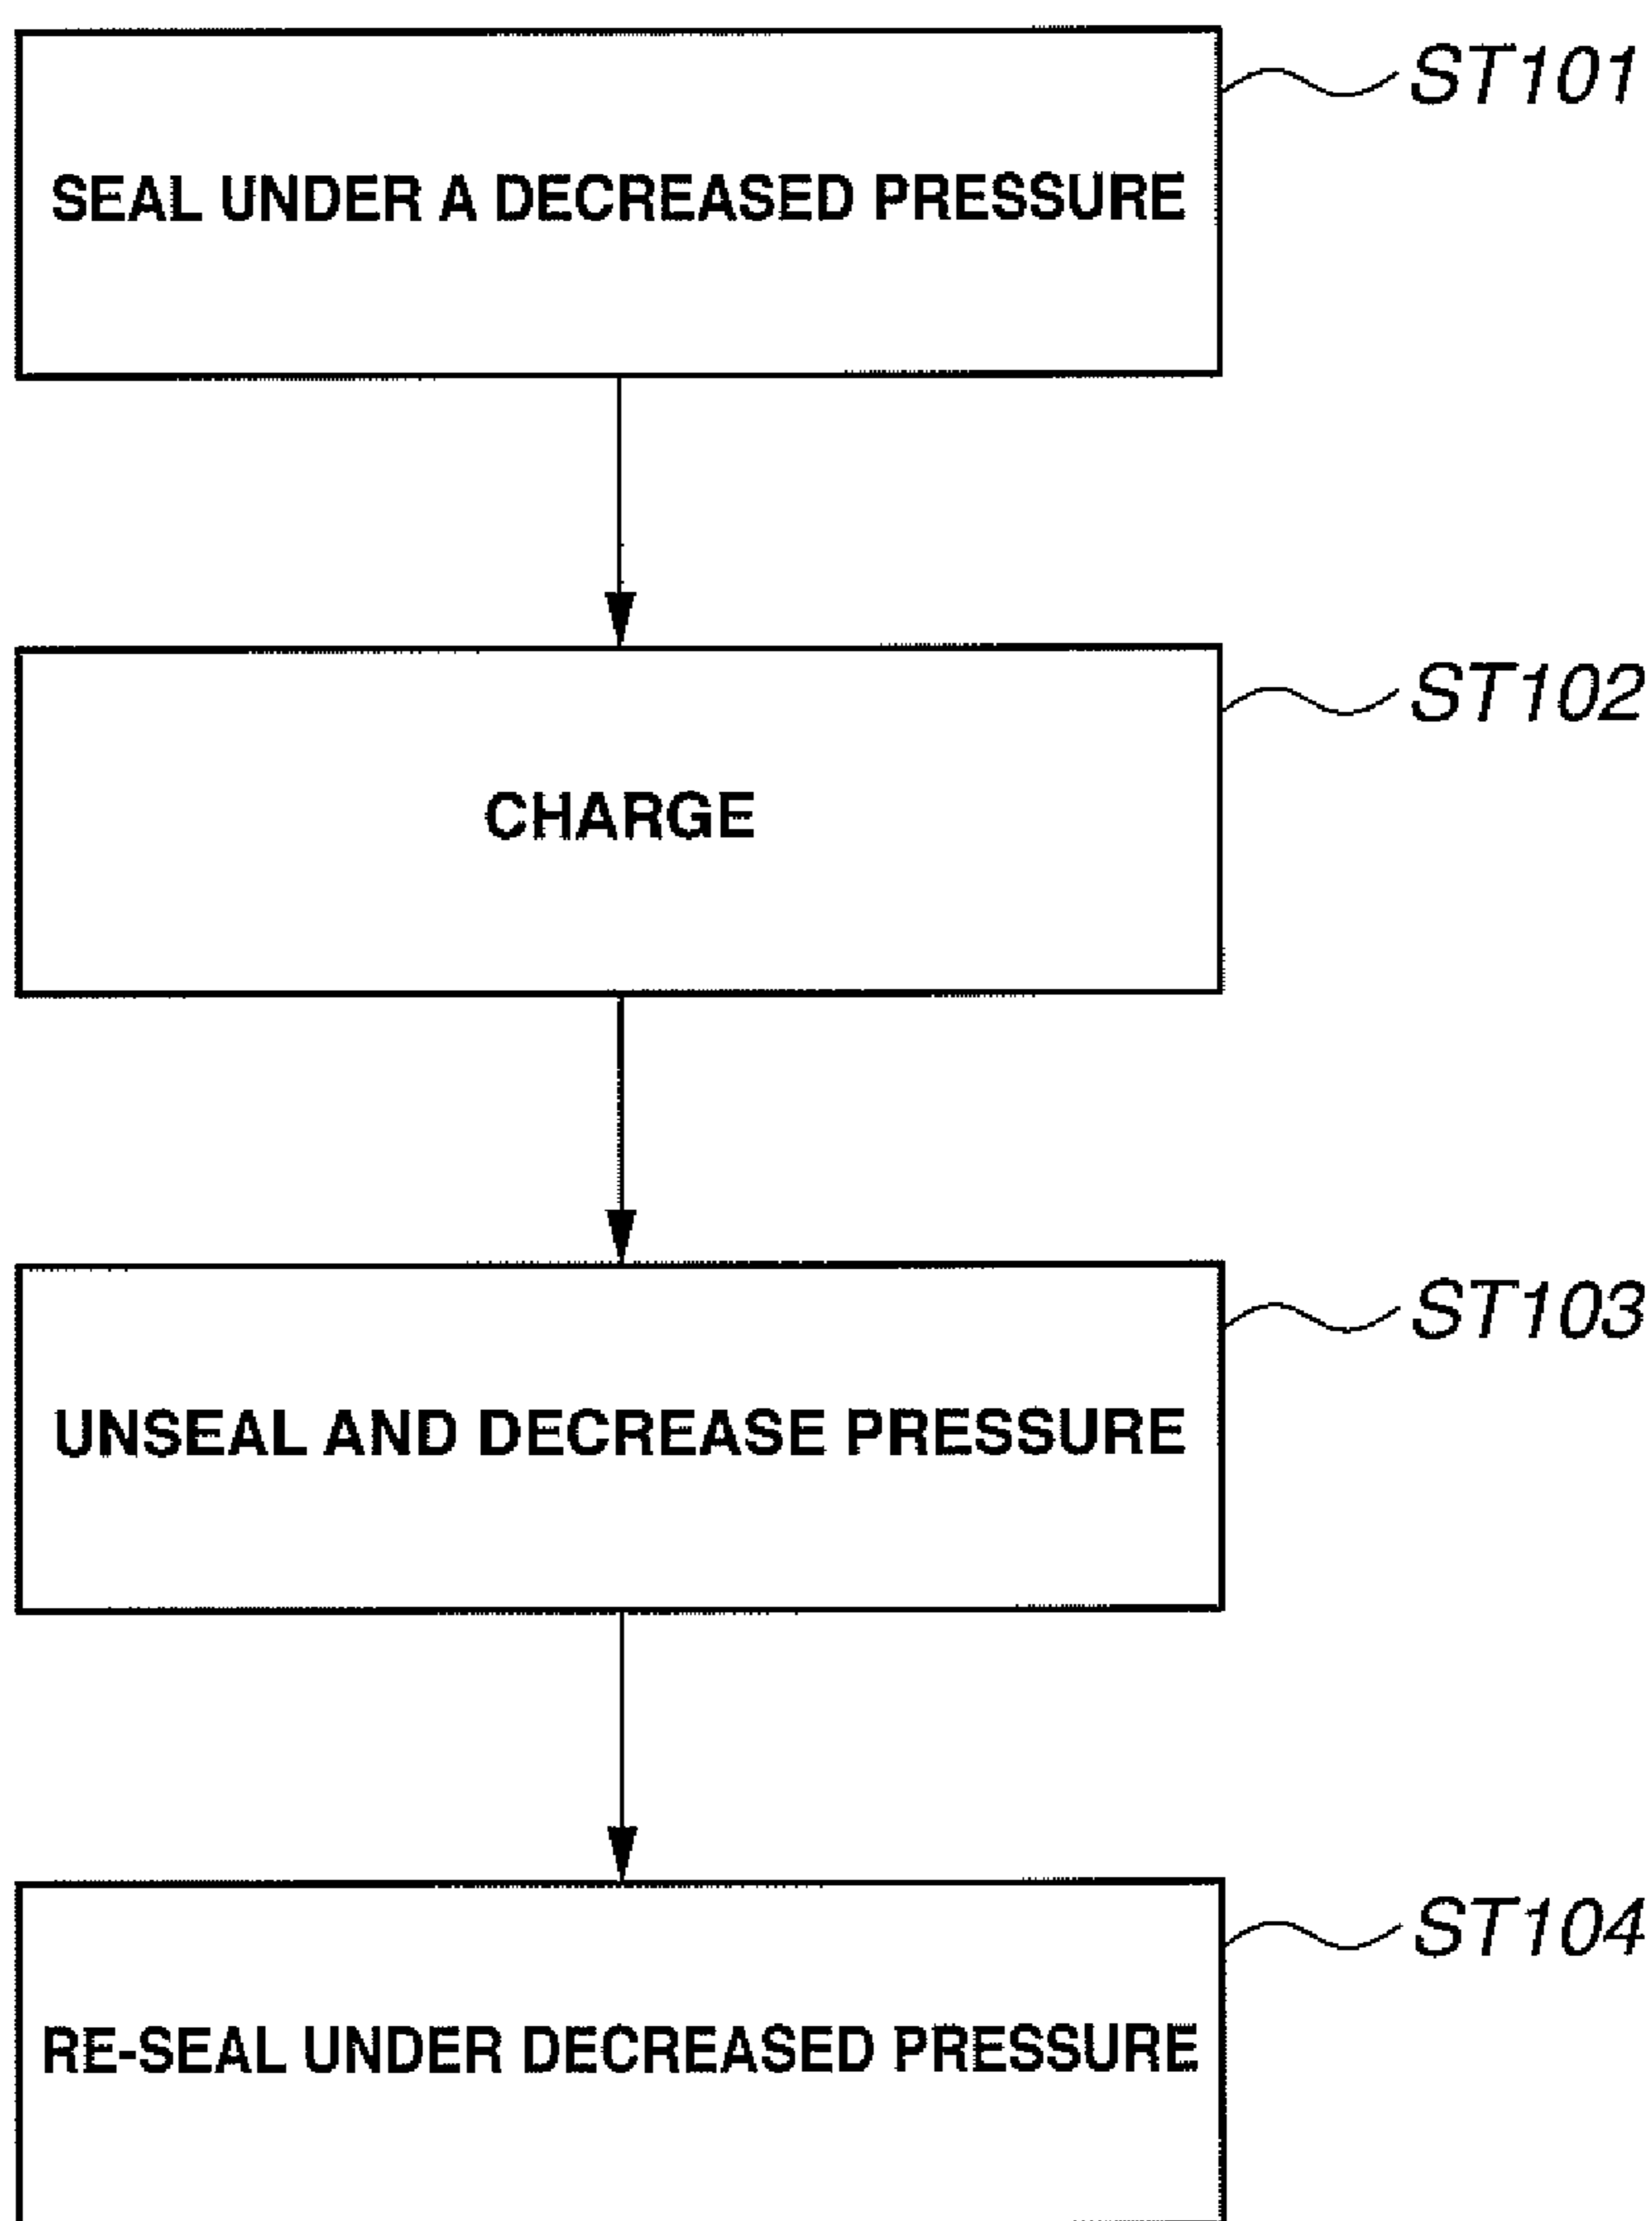 ST101
SEAL UNDER A DECREASED PRESSURE
ST102
CHARGE
ST103
UNSEAL AND DECREASE PRESSURE
ST104
RE-SEAL UNDER DECREASED PRESSURE